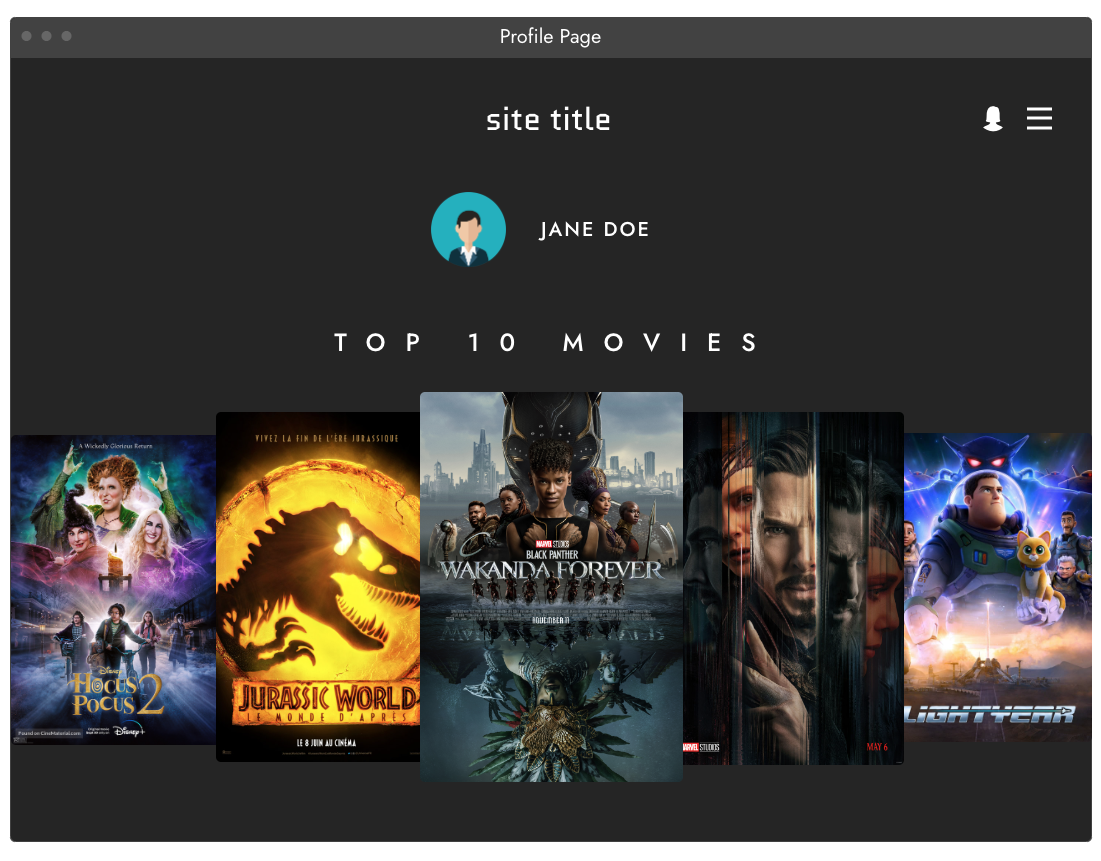 Profile Page
site title
JANE DOE
TOP 10 MOVIES
A Wickedly Glorious Return
Disney
HOCUS
POCUS 2
Found on CineMaterial.com
Disney+
VIVEZ LA FIN DE L'ÈRE JURASSIQUE
JURASSIC WORLD
LE MONDE D'APRÈS
LE 8 JUIN AU CINÉMA
MARVEL STUDIOS
BLACK PANTHER
WAKANDA FOREVER
NOVEMBER 11
MARVEL STUDIOS
MAY 6
LIGHTYEAR